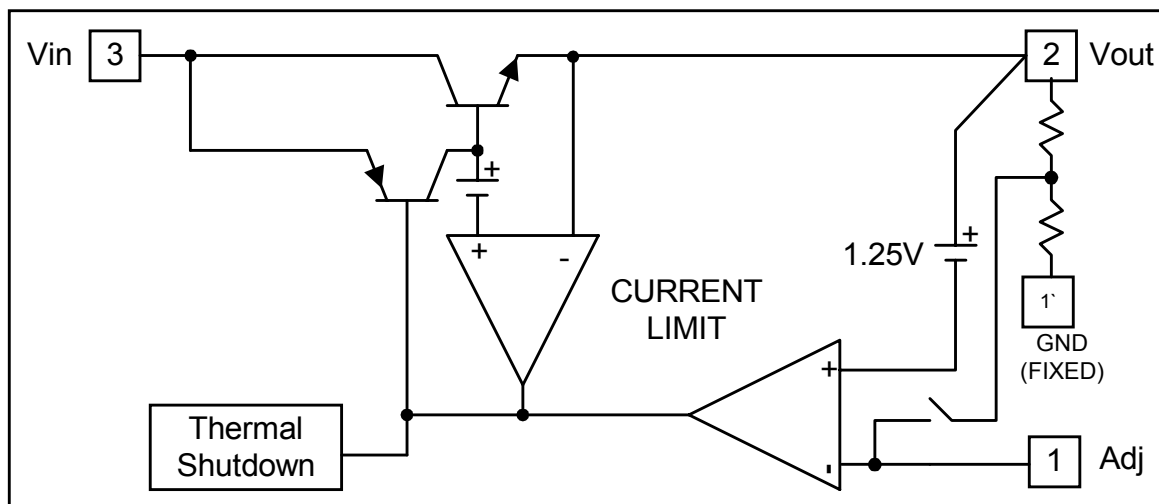 Vin 3
2 Vout
+
+ -
1.25V +
CURRENT
LIMIT
1`
GND
(FIXED)
+
Thermal
Shutdown
- 1 Adj